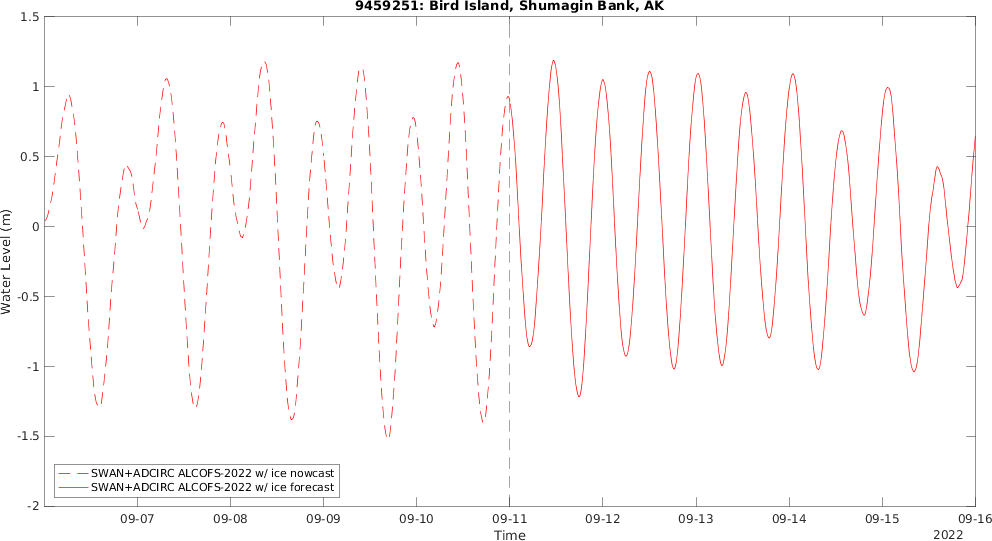 9459251: Bird Island, Shumagin Bank, AK
1.5
1
0.5
0
-0.5
-1
-1.5
-2
Water Level (m)
SWAN+ADCIRC ALCOFS-2022 w/ ice nowcast
SWAN+ADCIRC ALCOFS-2022 w/ ice forecast
09-07 09-08 09-09 09-10 09-11 09-12 09-13 09-14 09-15 09-16
Time
2022